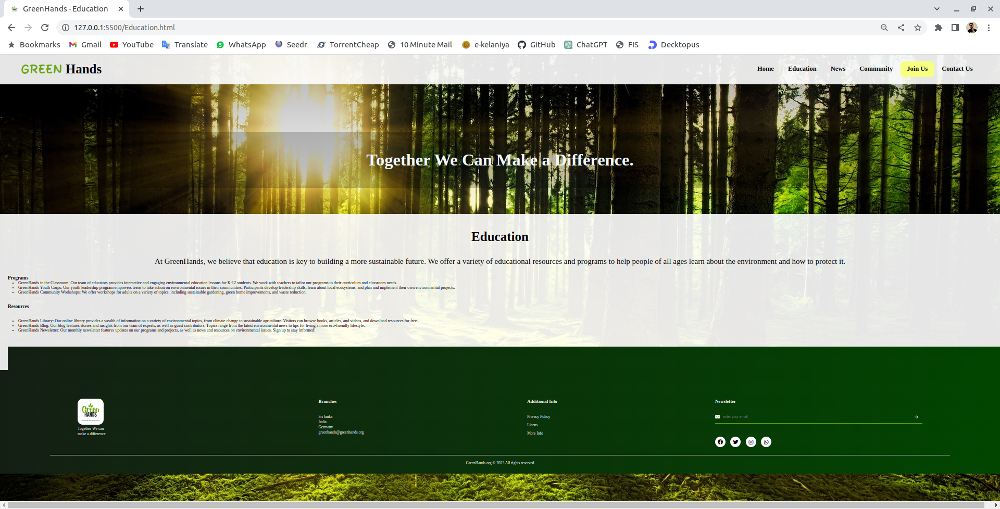 GreenHands - Education
127.0.0.1:5500/Education.html
Bookmarks Gmail YouTube Translate WhatsApp Seedr TorrentCheap 10 Minute Mail e-kelaniya GitHub ChatGPT FIS Decktopus
GREEN Hands Home Education News Community Join Us Contact Us
Together We Can Make a Difference.
Education
At GreenHands, we believe that education is key to building a more sustainable future. We offer a variety of educational resources and programs to help people of all ages learn about the environment and how to protect it.
Programs
GreenHands in the Classroom: Our team of educators provides interactive and engaging environmental education lessons for K-12 students. We work with teachers to tailor our programs to their curriculum and classroom needs.
GreenHands Youth Corps: Our youth leadership program empowers teens to take action on environmental issues in their communities. Participants develop leadership skills, learn about local ecosystems, and plan and implement their own environmental projects.
GreenHands Community Workshops: We offer workshops for adults on a variety of topics, including sustainable gardening, green home improvements, and waste reduction.
Resources
GreenHands Library: Our online library provides a wealth of information on a variety of environmental topics, from climate change to sustainable agriculture. Visitors can browse books, articles, and videos, and download resources for free.
GreenHands Blog: Our blog features stories and insights from our team of experts, as well as guest contributors. Topics range from the latest environmental news to tips for living a more eco-friendly lifestyle.
GreenHands Newsletter: Our monthly newsletter features updates on our programs and projects, as well as news and resources on environmental issues. Sign up to stay informed!
Green
HANDS
Together We can
make a difference
Branches
Sri lanka
India
Germany
greenhands@greenhands.org
Additional Info
Privacy Policy
Licens
More Info
Newsletter
enter your email
GreenHands.org © 2023 All rights reserved